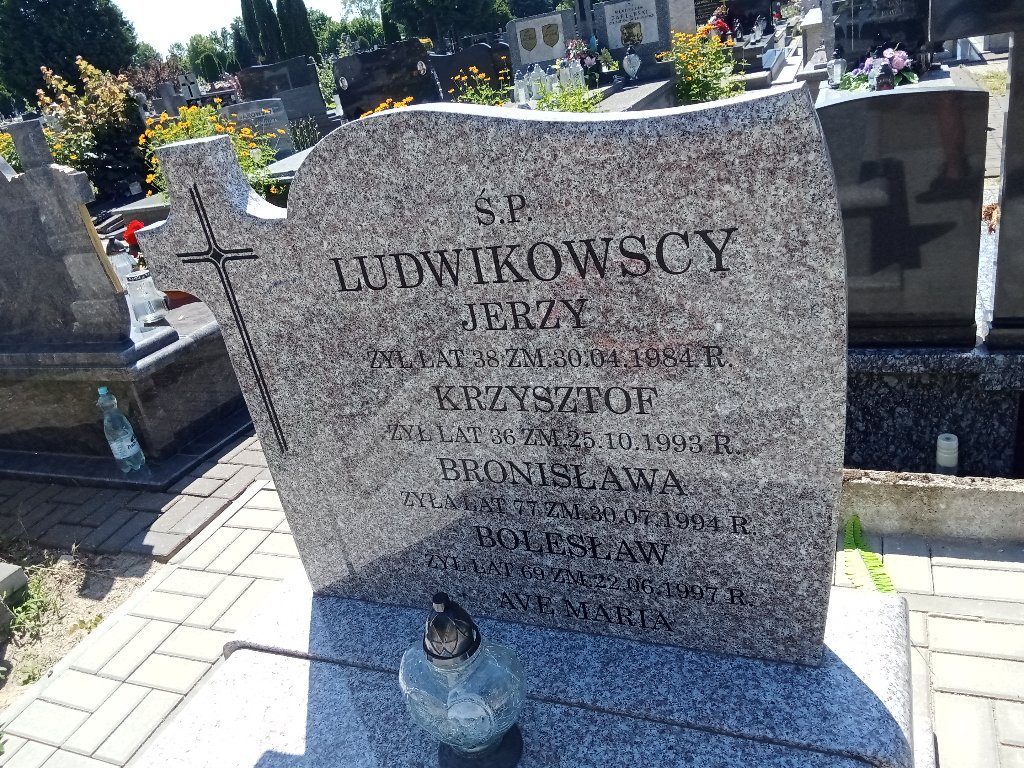 Ś.P.
LUDWIKOWSCY
JERZY
ŻYŁ LAT 38 ZM.30.04.1984 R.
KRZYSZTOF
ŻYŁ LAT 36 ZM.25.10.1993 R.
BRONISŁAWA
ŻYŁA LAT 77 ZM.30.07.1994 R.
BOLESŁAW
ŻYŁ LAT 69 ZM.22.06.1997 R.
AVE MARIA